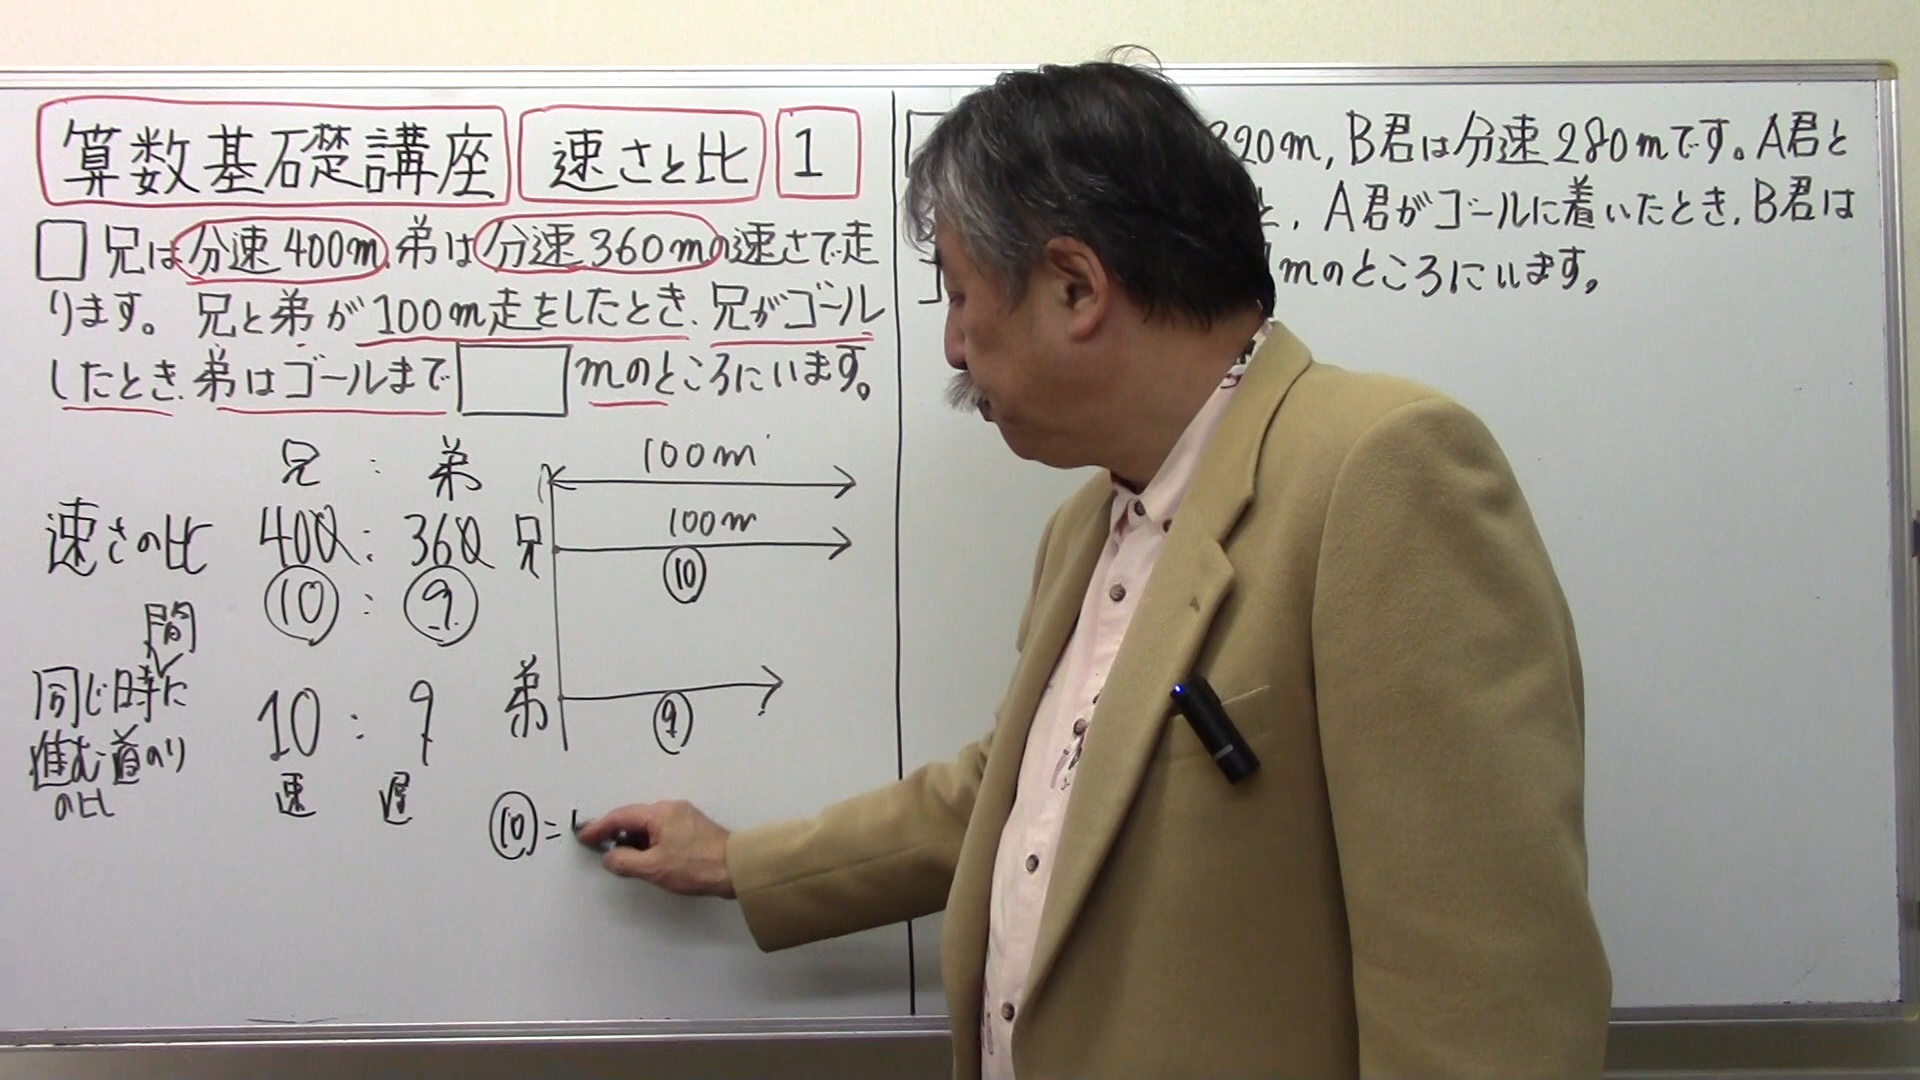 算数基礎講座 速さと比 1
□ 兄は分速400m、弟は分速360mの速さで走
ります。兄と弟が100m走をしたとき、兄がゴール
したとき、弟はゴールまで□mのところにいます。
兄 : 弟
速さの比 400 : 360
⑩ : ⑨
間
同じ時に
進む道のり
の比
10 : 9
速 遅
100m
兄 100m
⑩
弟
⑨
⑩=
20m, B君は分速280mです。A君と
、A君がゴールに着いたとき、B君は
mのところにいます。